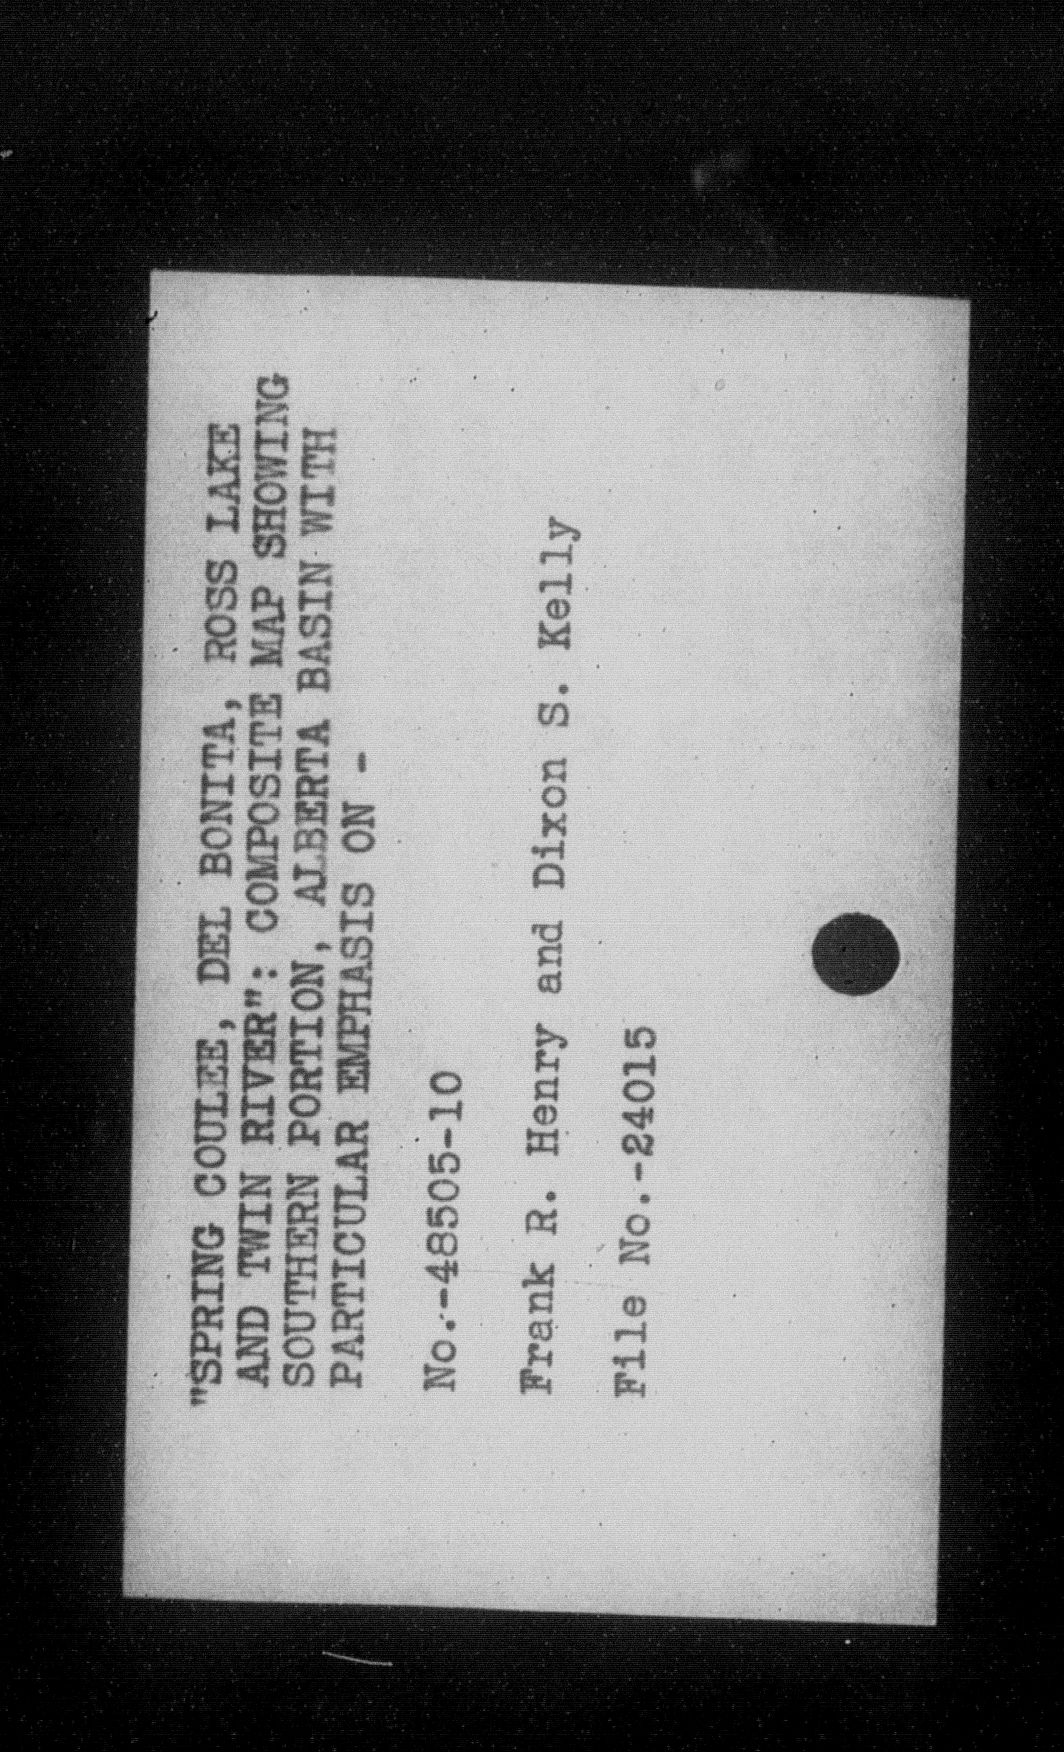 "SPRING COULEE, DEL BONITA, ROSS LAKE
AND TWIN RIVER": COMPOSITE MAP SHOWING
SOUTHERN PORTION, ALBERTA BASIN WITH
PARTICULAR EMPHASIS ON -
No.-48505-10
Frank R. Henry and Dixon S. Kelly
File No.-24015